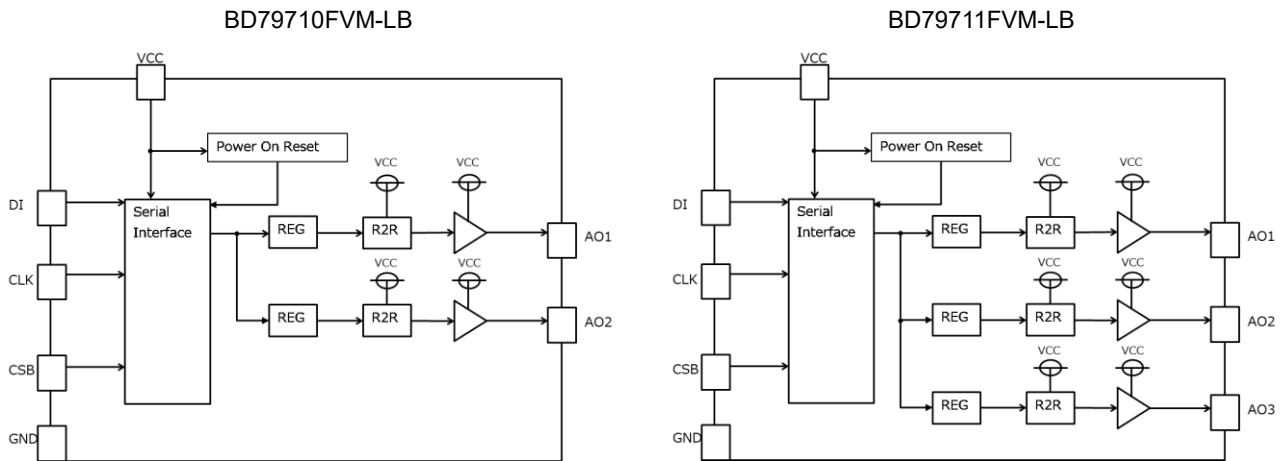 BD79710FVM-LB
VCC
Power On Reset
VCC
VCC
DI
Serial
Interface
REG
R2R
AO1
CLK
VCC
VCC
REG
R2R
AO2
CSB
GND
BD79711FVM-LB
VCC
Power On Reset
VCC
VCC
DI
Serial
Interface
REG
R2R
AO1
CLK
VCC
VCC
REG
R2R
AO2
CSB
VCC
VCC
REG
R2R
AO3
GND